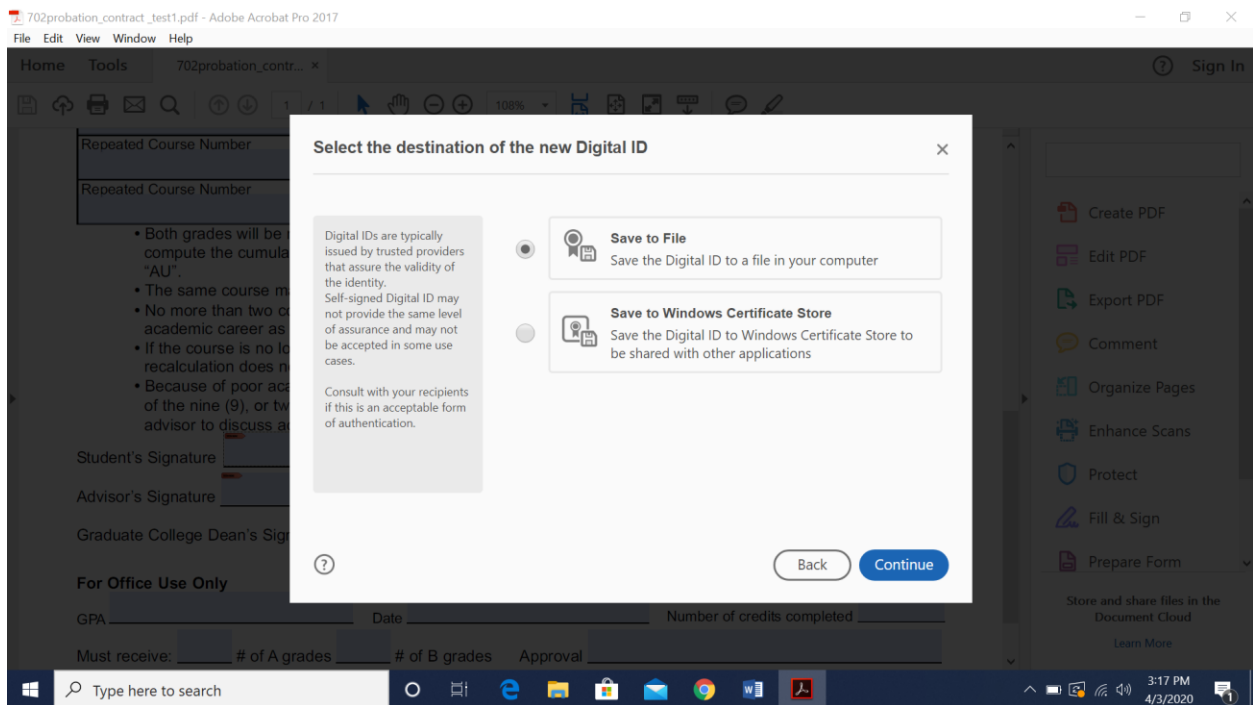 702probation_contract _test1.pdf - Adobe Acrobat Pro 2017
File Edit View Window Help
Home Tools 702probation_contr... ×
? Sign In
1 / 1 108%
Repeated Course Number
Repeated Course Number
• Both grades will be
compute the cumula
"AU".
• The same course m
• No more than two c
academic career as
• If the course is no lo
recalculation does n
• Because of poor aca
of the nine (9), or tw
advisor to discuss a
Student's Signature
Advisor's Signature
Graduate College Dean's Sign
For Office Use Only
GPA Date Number of credits completed
Must receive: # of A grades # of B grades Approval
Select the destination of the new Digital ID
Digital IDs are typically
issued by trusted providers
that assure the validity of
the identity.
Self-signed Digital ID may
not provide the same level
of assurance and may not
be accepted in some use
cases.
Consult with your recipients
if this is an acceptable form
of authentication.
Save to File
Save the Digital ID to a file in your computer
Save to Windows Certificate Store
Save the Digital ID to Windows Certificate Store to
be shared with other applications
?
Back Continue
Create PDF
Edit PDF
Export PDF
Comment
Organize Pages
Enhance Scans
Protect
Fill & Sign
Prepare Form
Store and share files in the
Document Cloud
Learn More
Type here to search
3:17 PM
4/3/2020
1